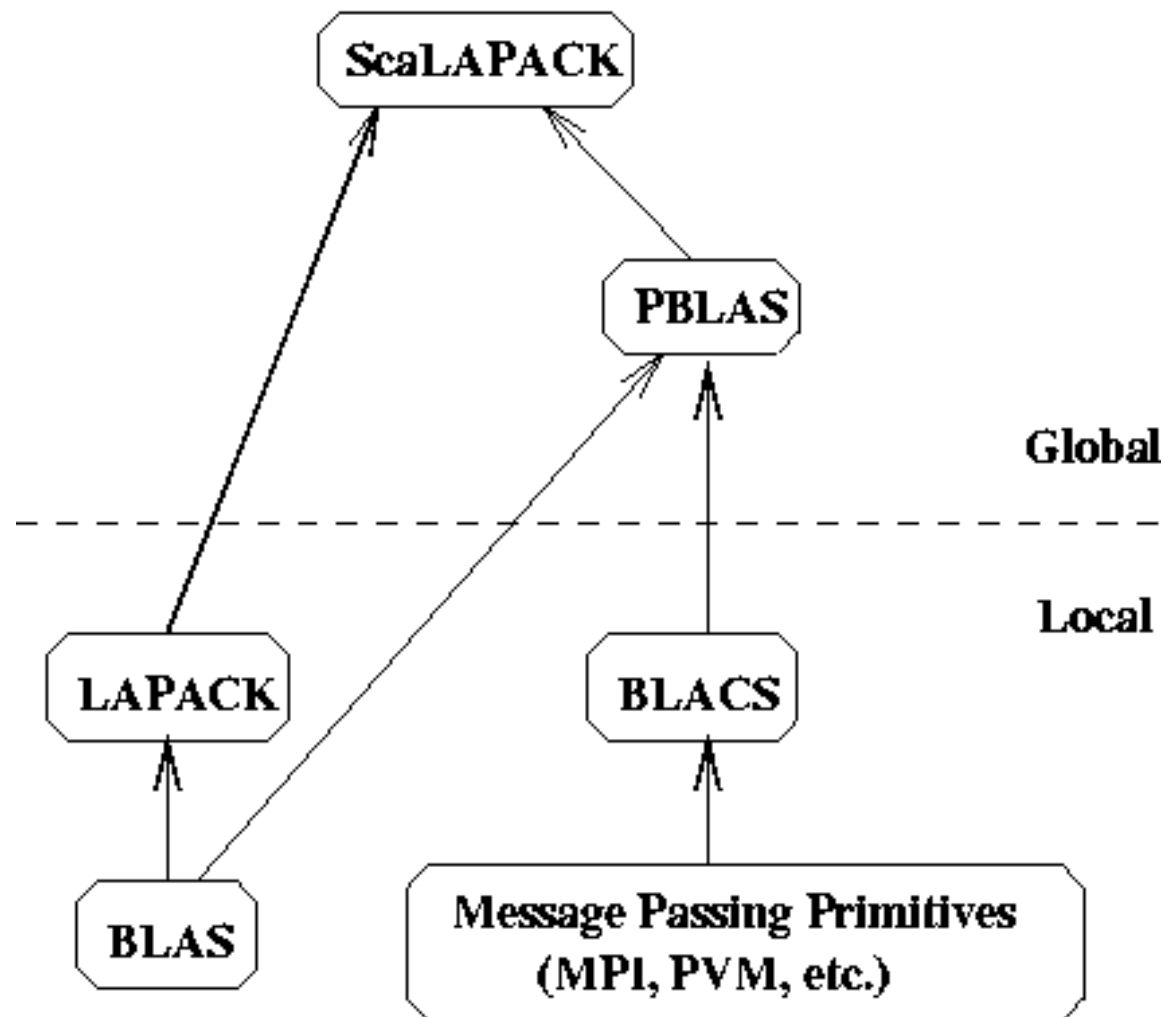 ScaLAPACK
PBLAS
Global
Local
LAPACK
BLACS
BLAS
Message Passing Primitives
(MPI, PVM, etc.)